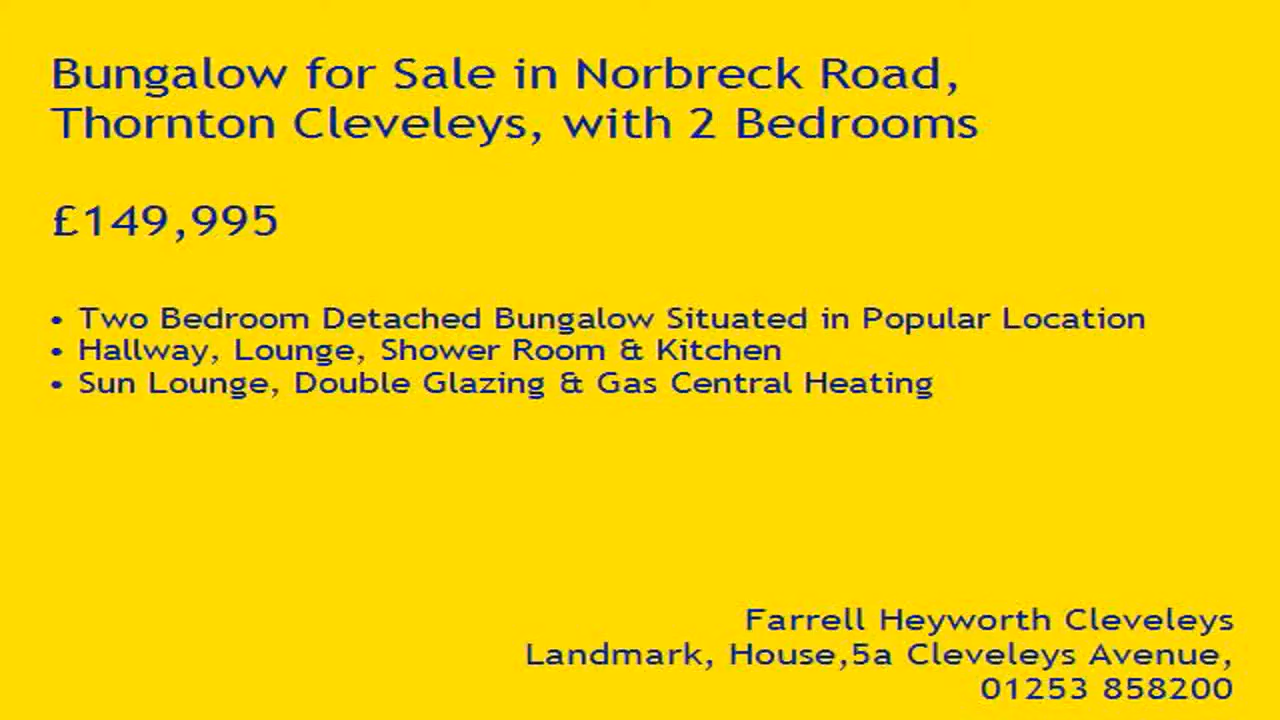 Bungalow for Sale in Norbreck Road,
Thornton Cleveleys, with 2 Bedrooms
£149,995
• Two Bedroom Detached Bungalow Situated in Popular Location
• Hallway, Lounge, Shower Room & Kitchen
• Sun Lounge, Double Glazing & Gas Central Heating
Farrell Heyworth Cleveleys
Landmark, House,5a Cleveleys Avenue,
01253 858200